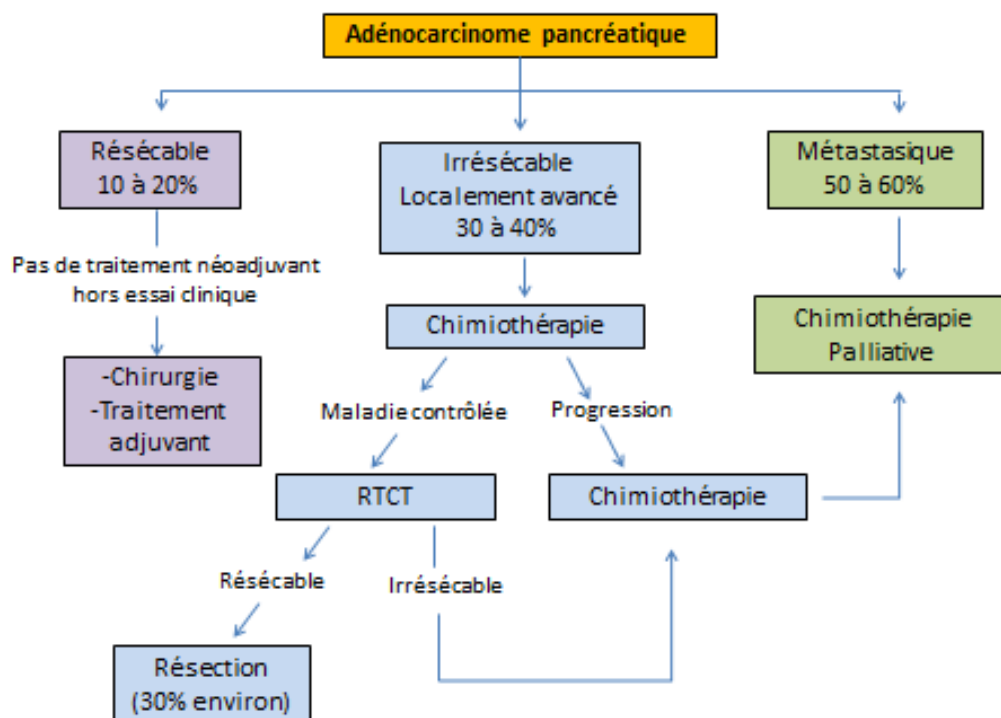 Adénocarcinome pancréatique
Résécable
10 à 20%
Irrésécable
Localement avancé
30 à 40%
Métastasique
50 à 60%
Pas de traitement néoadjuvant
hors essai clinique
-Chirurgie
-Traitement
adjuvant
Chimiothérapie
Chimiothérapie
Palliative
Maladie contrôlée
Progression
RTCT
Chimiothérapie
Résécable
Irrésécable
Résection
(30% environ)